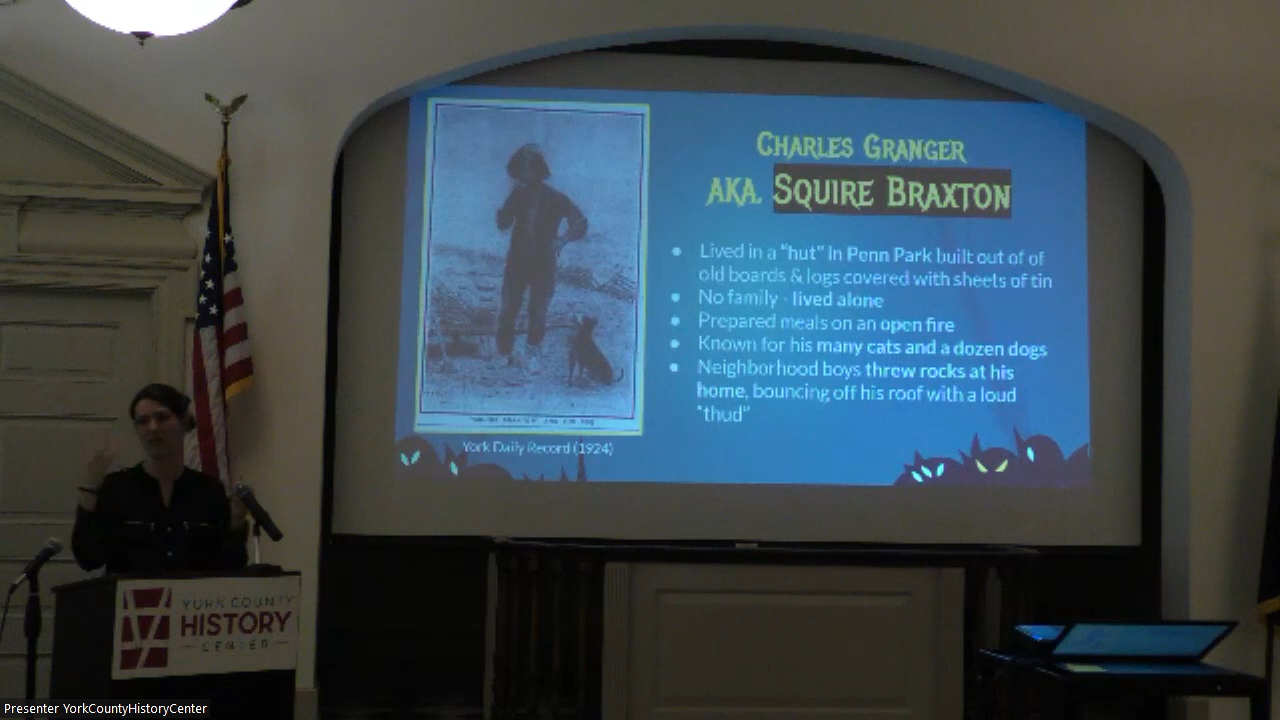 CHARLES GRANGER
AKA. SQUIRE BRAXTON
Lived in a "hut" in Penn Park built out of of
old boards & logs covered with sheets of tin
No family - lived alone
Prepared meals on an open fire
Known for his many cats and a dozen dogs
Neighborhood boys threw rocks at his
home, bouncing off his roof with a loud
"thud"
York Daily Record (1924)
YORK COUNTY
HISTORY
CENTER
Presenter YorkCountyHistoryCenter